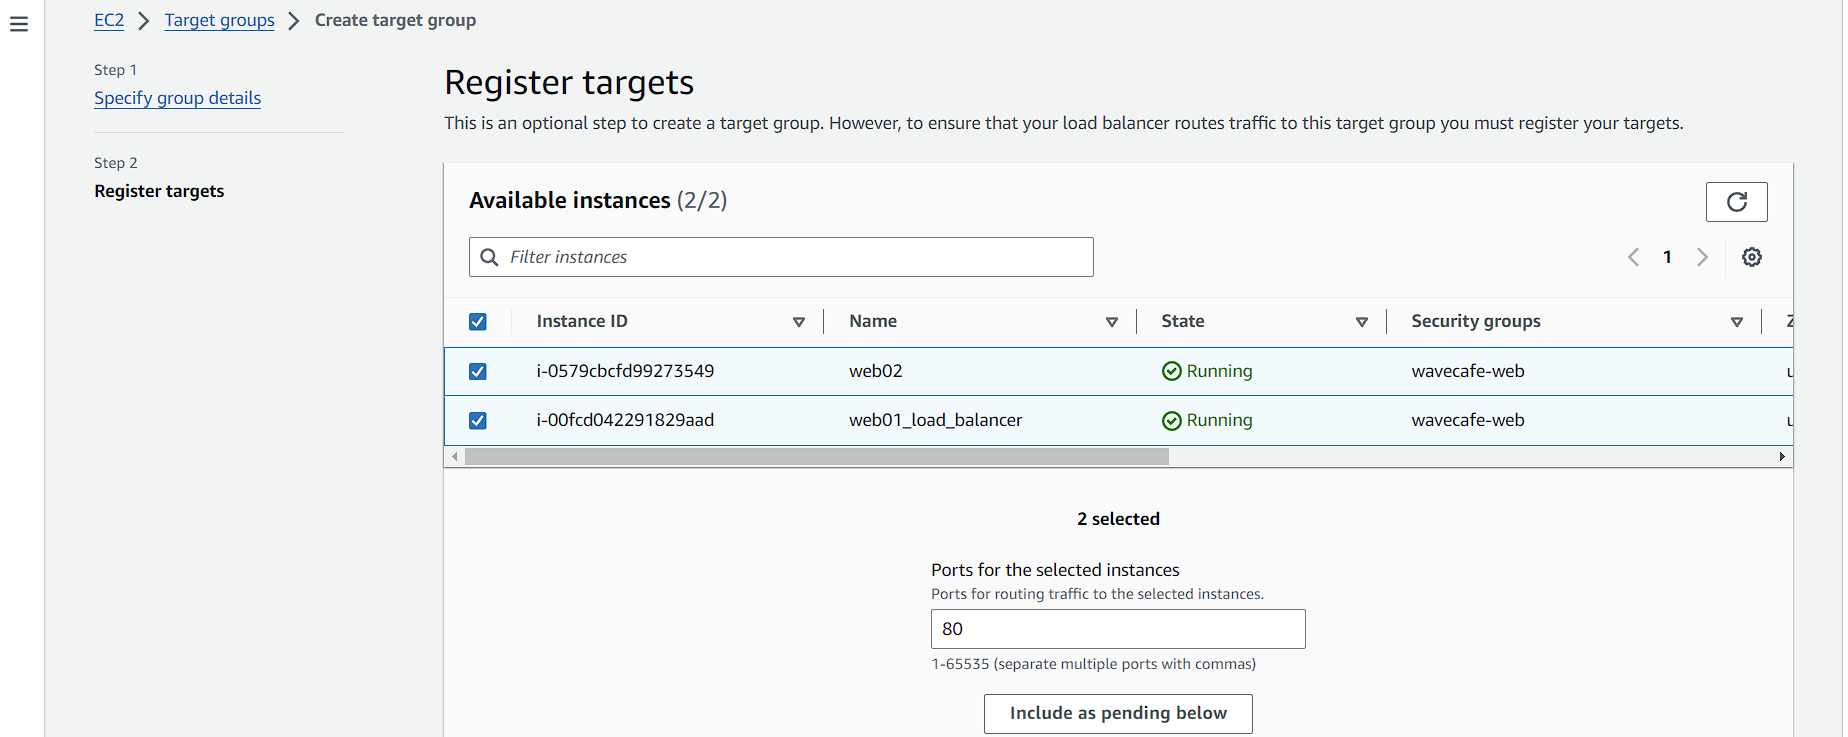 EC2 > Target groups > Create target group
Step 1
Specify group details
Step 2
Register targets
Register targets
This is an optional step to create a target group. However, to ensure that your load balancer routes traffic to this target group you must register your targets.
Available instances (2/2)
Filter instances
1
Instance ID Name State Security groups
i-0579cbcfd99273549 web02 Running wavecafe-web
i-00fcd042291829aad web01_load_balancer Running wavecafe-web
2 selected
Ports for the selected instances
Ports for routing traffic to the selected instances.
80
1-65535 (separate multiple ports with commas)
Include as pending below